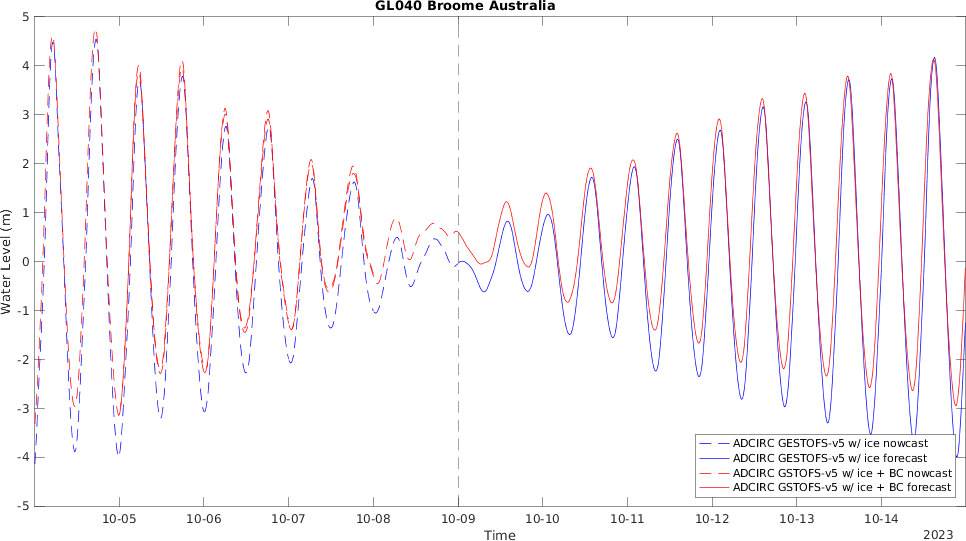 GL040 Broome Australia
5
4
3
2
1
0
-1
-2
-3
-4
-5
Water Level (m)
10-05 10-06 10-07 10-08 10-09 10-10 10-11 10-12 10-13 10-14
Time
2023
ADCIRC GESTOFS-v5 w/ ice nowcast
ADCIRC GESTOFS-v5 w/ ice forecast
ADCIRC GSTOFS-v5 w/ ice + BC nowcast
ADCIRC GSTOFS-v5 w/ ice + BC forecast